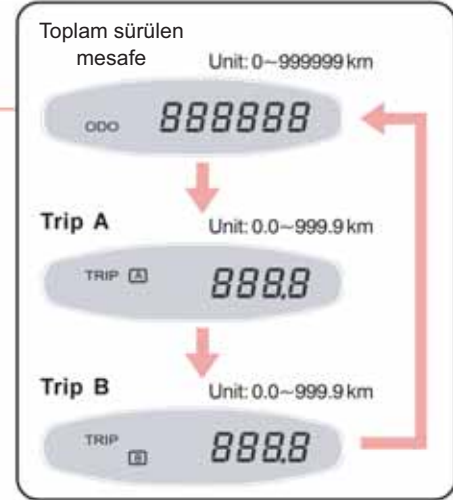 Toplam sürülen
mesafe
Unit: 0~999999 km
ODO 888888
Trip A
Unit: 0.0~999.9 km
TRIP A 888.8
Trip B
Unit: 0.0~999.9 km
TRIP B 888.8